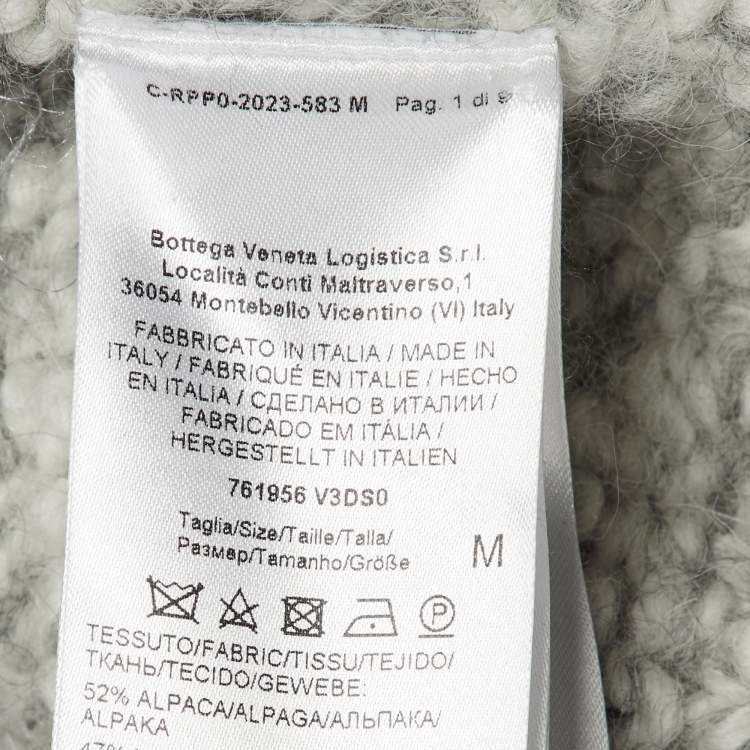 C-RPP0-2023-583 M Pag. 1 di 9
Bottega Veneta Logistica S.r.l.
Località Conti Maltraverso,1
36054 Montebello Vicentino (VI) Italy
FABBRICATO IN ITALIA / MADE IN
ITALY / FABRIQUÉ EN ITALIE / HECHO
EN ITALIA / СДЕЛАНО В ИТАЛИИ /
FABRICADO EM ITÁLIA /
HERGESTELLT IN ITALIEN
761956 V3DS0
Taglia/Size/Taille/Talla/
Размер/Tamanho/Größe M
P
TESSUTO/FABRIC/TISSU/TEJIDO/
ТКАНЬ/TECIDO/GEWEBE:
52% ALPACA/ALPAGA/АЛЬПАКА/
ALPAKA
47%